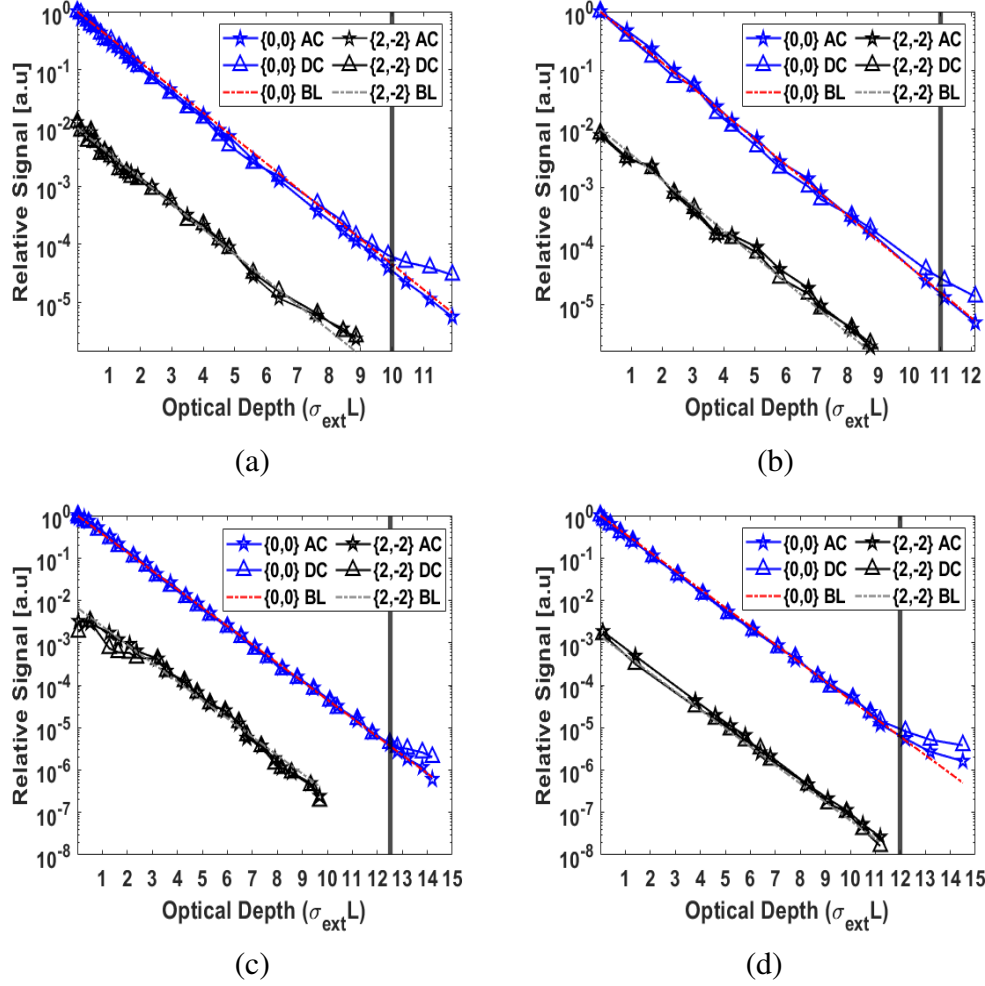 10^0
10^-1
10^-2
10^-3
10^-4
10^-5
Relative Signal [a.u]
{0,0} AC {2,-2} AC
{0,0} DC {2,-2} DC
{0,0} BL {2,-2} BL
1 2 3 4 5 6 7 8 9 10 11
Optical Depth (σ_ext L)
(a)
10^0
10^-1
10^-2
10^-3
10^-4
10^-5
Relative Signal [a.u]
{0,0} AC {2,-2} AC
{0,0} DC {2,-2} DC
{0,0} BL {2,-2} BL
1 2 3 4 5 6 7 8 9 10 11 12
Optical Depth (σ_ext L)
(b)
10^0
10^-1
10^-2
10^-3
10^-4
10^-5
10^-6
10^-7
10^-8
Relative Signal [a.u]
{0,0} AC {2,-2} AC
{0,0} DC {2,-2} DC
{0,0} BL {2,-2} BL
1 2 3 4 5 6 7 8 9 10 11 12 13 14 15
Optical Depth (σ_ext L)
(c)
10^0
10^-1
10^-2
10^-3
10^-4
10^-5
10^-6
10^-7
10^-8
Relative Signal [a.u]
{0,0} AC {2,-2} AC
{0,0} DC {2,-2} DC
{0,0} BL {2,-2} BL
1 2 3 4 5 6 7 8 9 10 11 12 13 14 15
Optical Depth (σ_ext L)
(d)